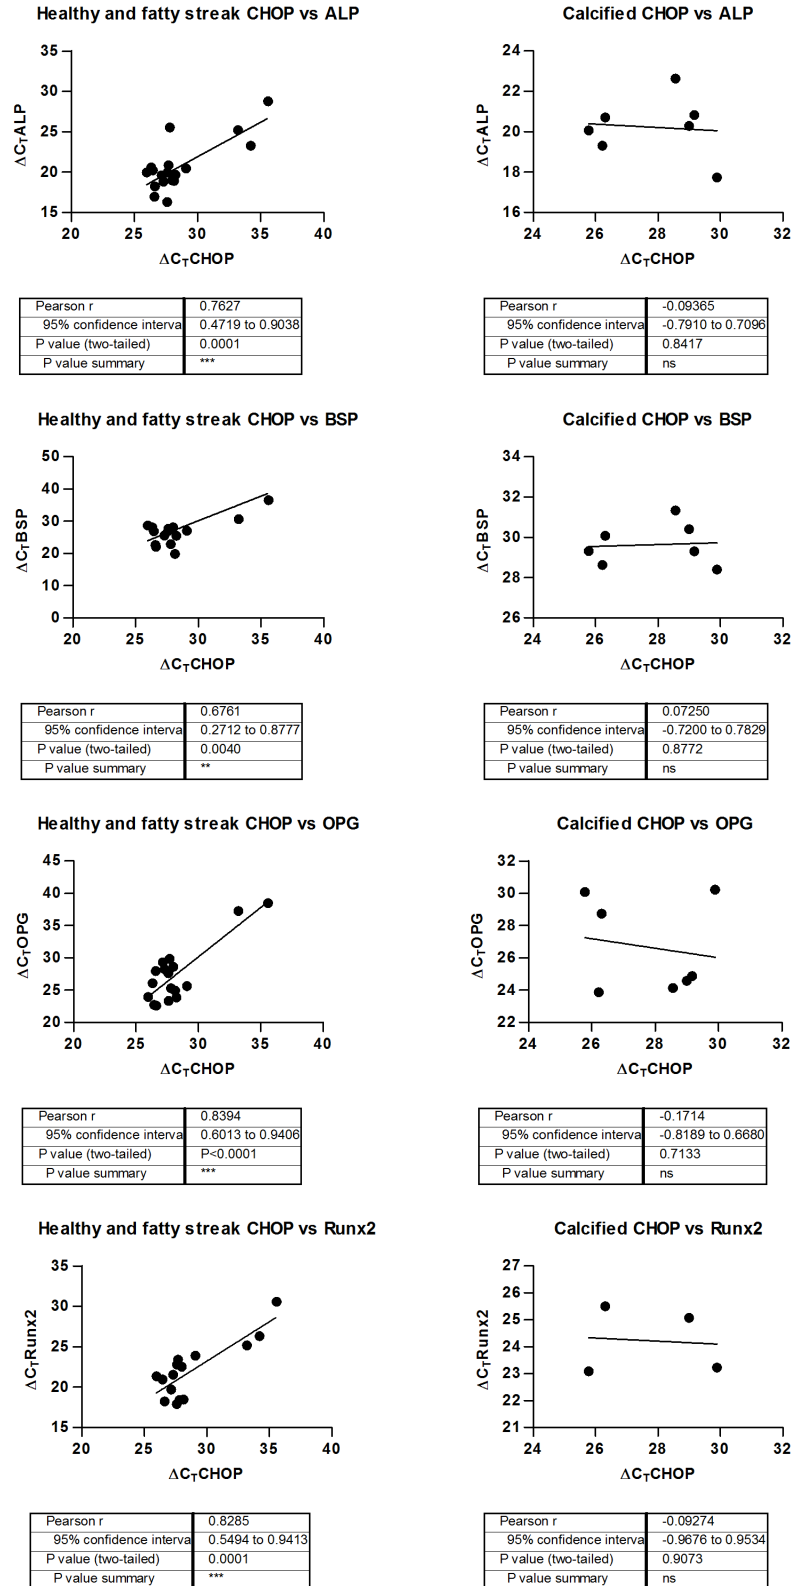 Healthy and fatty streak CHOP vs ALP
35
30
25
20
15
ΔCTALP
20 25 30 35 40
ΔCTCHOP
Pearson r 0.7627
95% confidence interva 0.4719 to 0.9038
P value (two-tailed) 0.0001
P value summary ***
Calcified CHOP vs ALP
24
22
20
18
16
ΔCTALP
24 26 28 30 32
ΔCTCHOP
Pearson r -0.09365
95% confidence interva -0.7910 to 0.7096
P value (two-tailed) 0.8417
P value summary ns
Healthy and fatty streak CHOP vs BSP
50
40
30
20
10
0
ΔCTBSP
20 25 30 35 40
ΔCTCHOP
Pearson r 0.6761
95% confidence interva 0.2712 to 0.8777
P value (two-tailed) 0.0040
P value summary **
Calcified CHOP vs BSP
34
32
30
28
26
ΔCTBSP
24 26 28 30 32
ΔCTCHOP
Pearson r 0.07250
95% confidence interva -0.7200 to 0.7829
P value (two-tailed) 0.8772
P value summary ns
Healthy and fatty streak CHOP vs OPG
45
40
35
30
25
20
ΔCTOPG
20 25 30 35 40
ΔCTCHOP
Pearson r 0.8394
95% confidence interva 0.6013 to 0.9406
P value (two-tailed) P<0.0001
P value summary ***
Calcified CHOP vs OPG
32
30
28
26
24
22
ΔCTOPG
24 26 28 30 32
ΔCTCHOP
Pearson r -0.1714
95% confidence interva -0.8189 to 0.6680
P value (two-tailed) 0.7133
P value summary ns
Healthy and fatty streak CHOP vs Runx2
35
30
25
20
15
ΔCTRunx2
20 25 30 35 40
ΔCTCHOP
Pearson r 0.8285
95% confidence interva 0.5494 to 0.9413
P value (two-tailed) 0.0001
P value summary ***
Calcified CHOP vs Runx2
27
26
25
24
23
22
21
ΔCTRunx2
24 26 28 30 32
ΔCTCHOP
Pearson r -0.09274
95% confidence interva -0.9676 to 0.9534
P value (two-tailed) 0.9073
P value summary ns